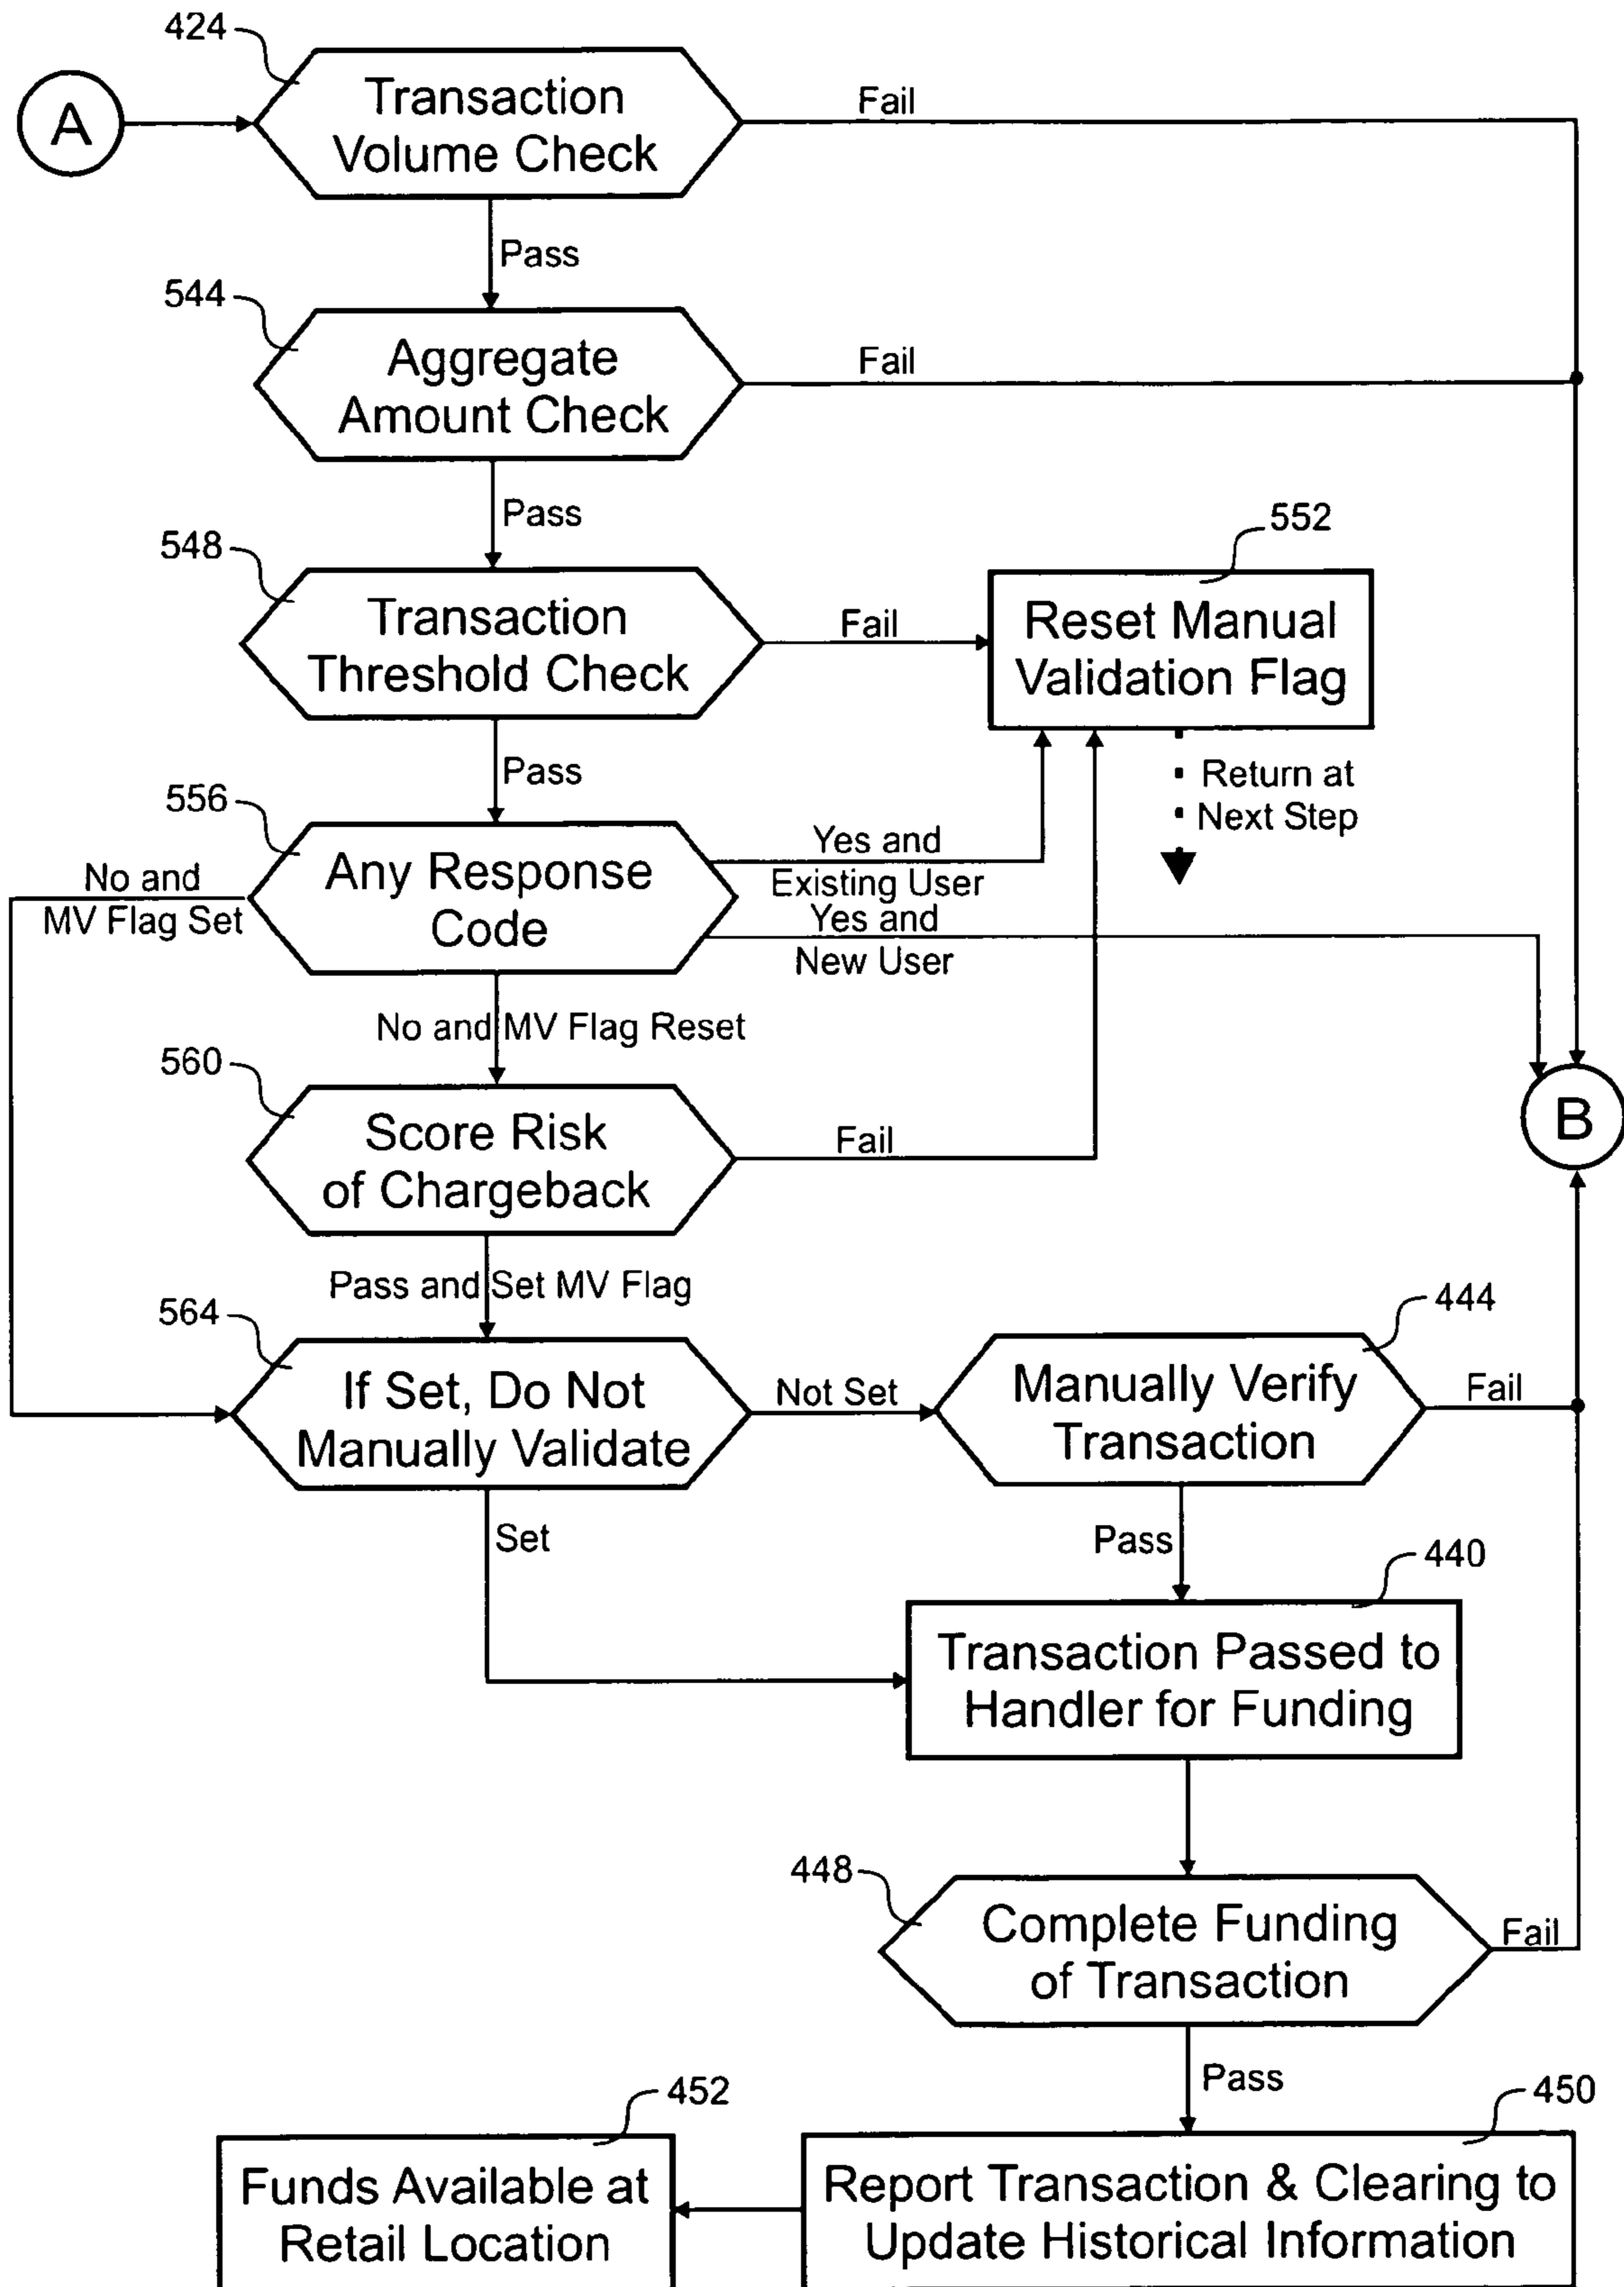 424
A
Transaction
Volume Check
Fail
Pass
544
Aggregate
Amount Check
Fail
Pass
548
Transaction
Threshold Check
Fail
552
Reset Manual
Validation Flag
Return at
Next Step
Pass
556
Any Response
Code
Yes and
Existing User
Yes and
New User
No and
MV Flag Set
No and MV Flag Reset
560
Score Risk
of Chargeback
Fail
B
Pass and Set MV Flag
564
If Set, Do Not
Manually Validate
Not Set
444
Manually Verify
Transaction
Fail
Set
Pass
440
Transaction Passed to
Handler for Funding
448
Complete Funding
of Transaction
Fail
Pass
452
Funds Available at
Retail Location
450
Report Transaction & Clearing to
Update Historical Information